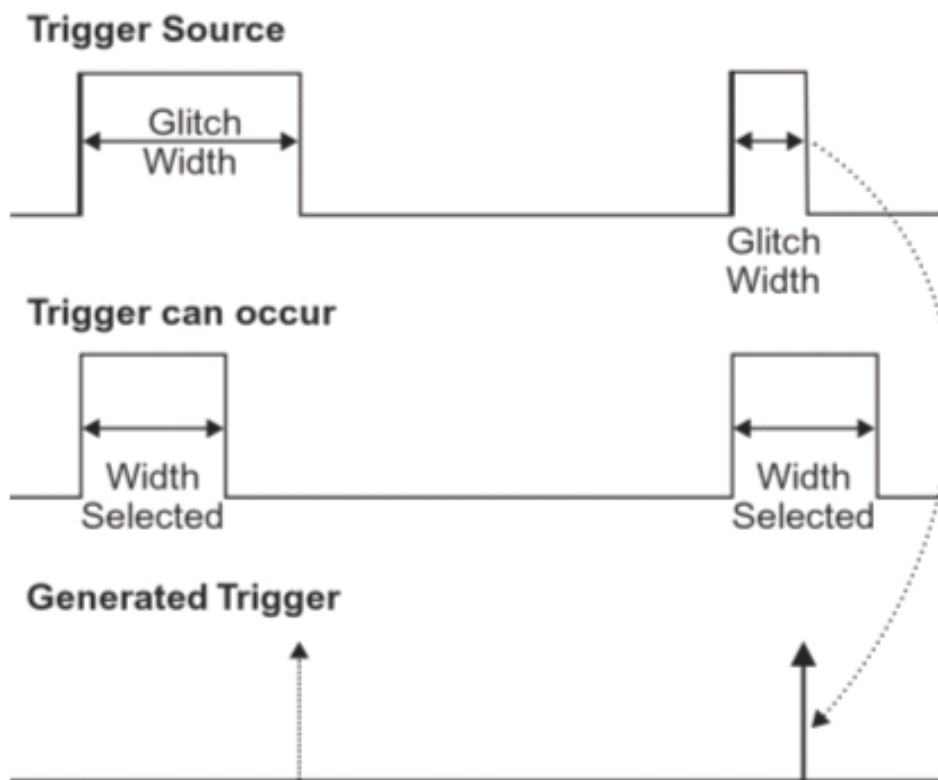 Trigger Source
Glitch
Width
Glitch
Width
Trigger can occur
Width
Selected
Width
Selected
Generated Trigger